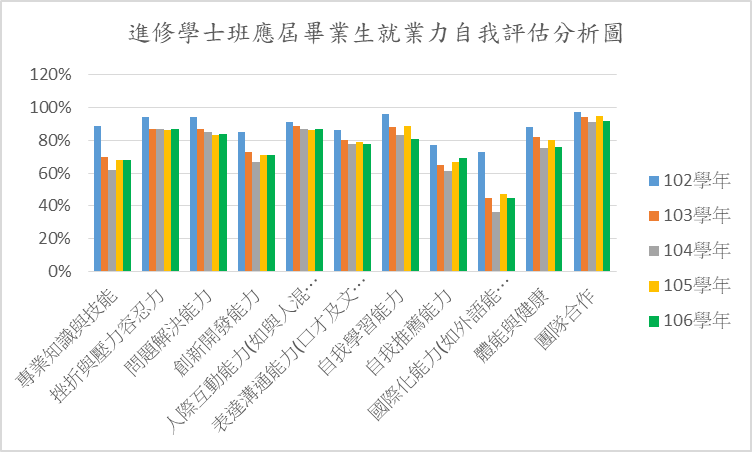 進修學士班應屆畢業生就業力自我評估分析圖
120%
100%
80%
60%
40%
20%
0%
專業知識與技能
挫折與壓力容忍力
問題解決能力
創新開發能力
人際互動能力(如與人混…
表達溝通能力(口才及文…
自我學習能力
自我推薦能力
國際化能力(如外語能…
體能與健康
團隊合作
102學年
103學年
104學年
105學年
106學年